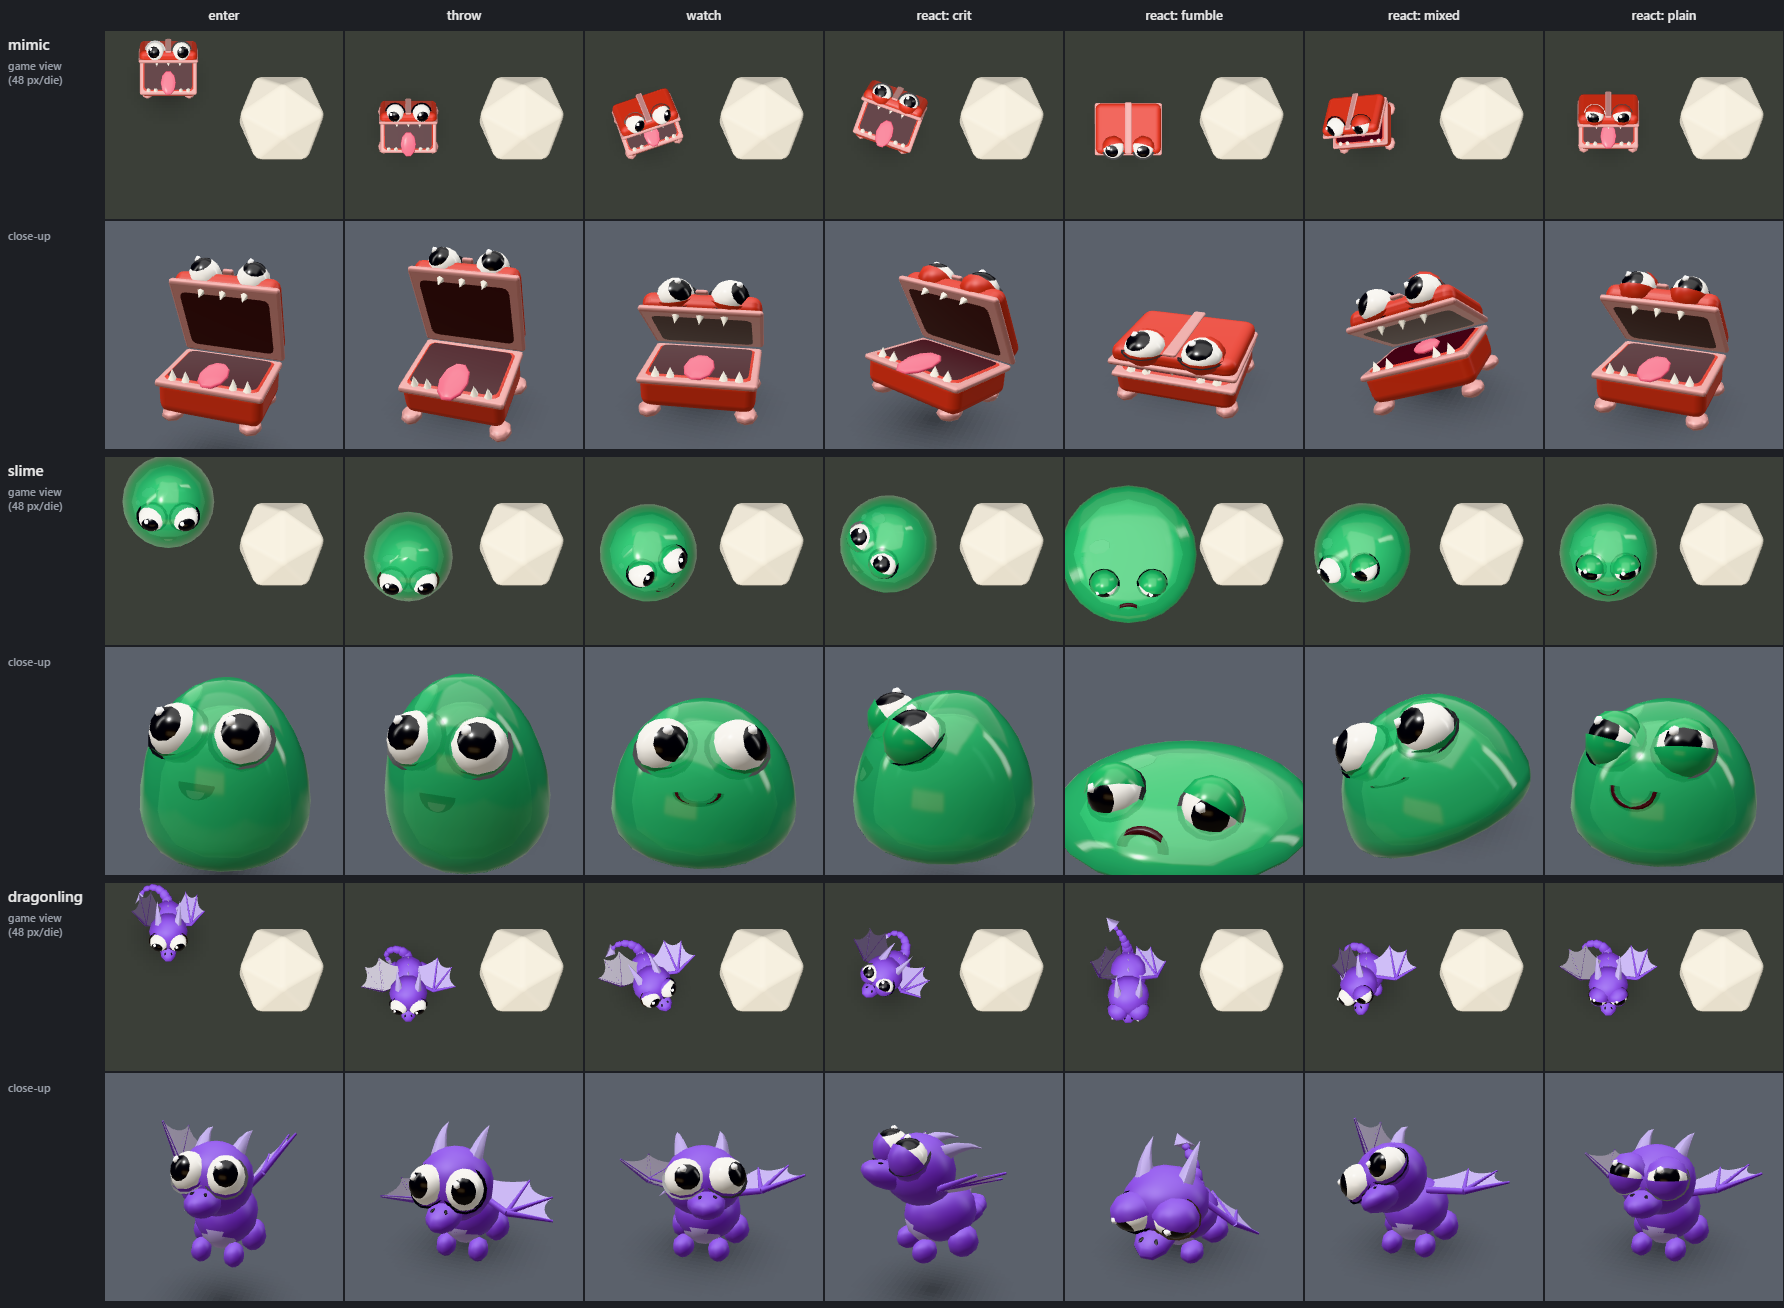 enter throw watch react: crit react: fumble react: mixed react: plain
mimic
game view
(48 px/die)
close-up
slime
game view
(48 px/die)
close-up
dragonling
game view
(48 px/die)
close-up